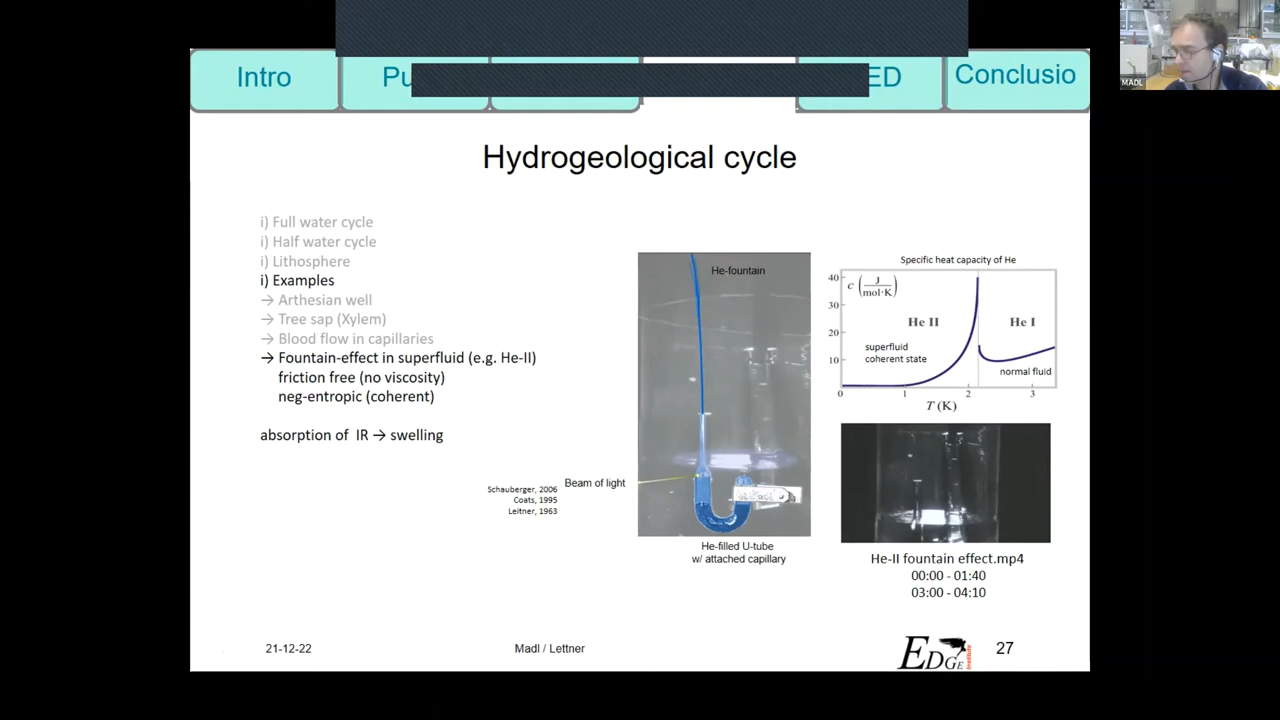 Intro
Pu
ED
Conclusio
MADL
Hydrogeological cycle
i) Full water cycle
i) Half water cycle
i) Lithosphere
i) Examples
→ Arthesian well
→ Tree sap (Xylem)
→ Blood flow in capillaries
→ Fountain-effect in superfluid (e.g. He-II)
friction free (no viscosity)
neg-entropic (coherent)
absorption of IR → swelling
Schauberger, 2006
Coats, 1995
Leitner, 1963
Beam of light
He-fountain
He-filled U-tube
w/ attached capillary
Specific heat capacity of He
c (J/mol·K)
40
30
20
10
He II
He I
superfluid
coherent state
normal fluid
0 1 2 3
T (K)
He-II fountain effect.mp4
00:00 - 01:40
03:00 - 04:10
21-12-22
Madl / Lettner
EDGE
Institute
27